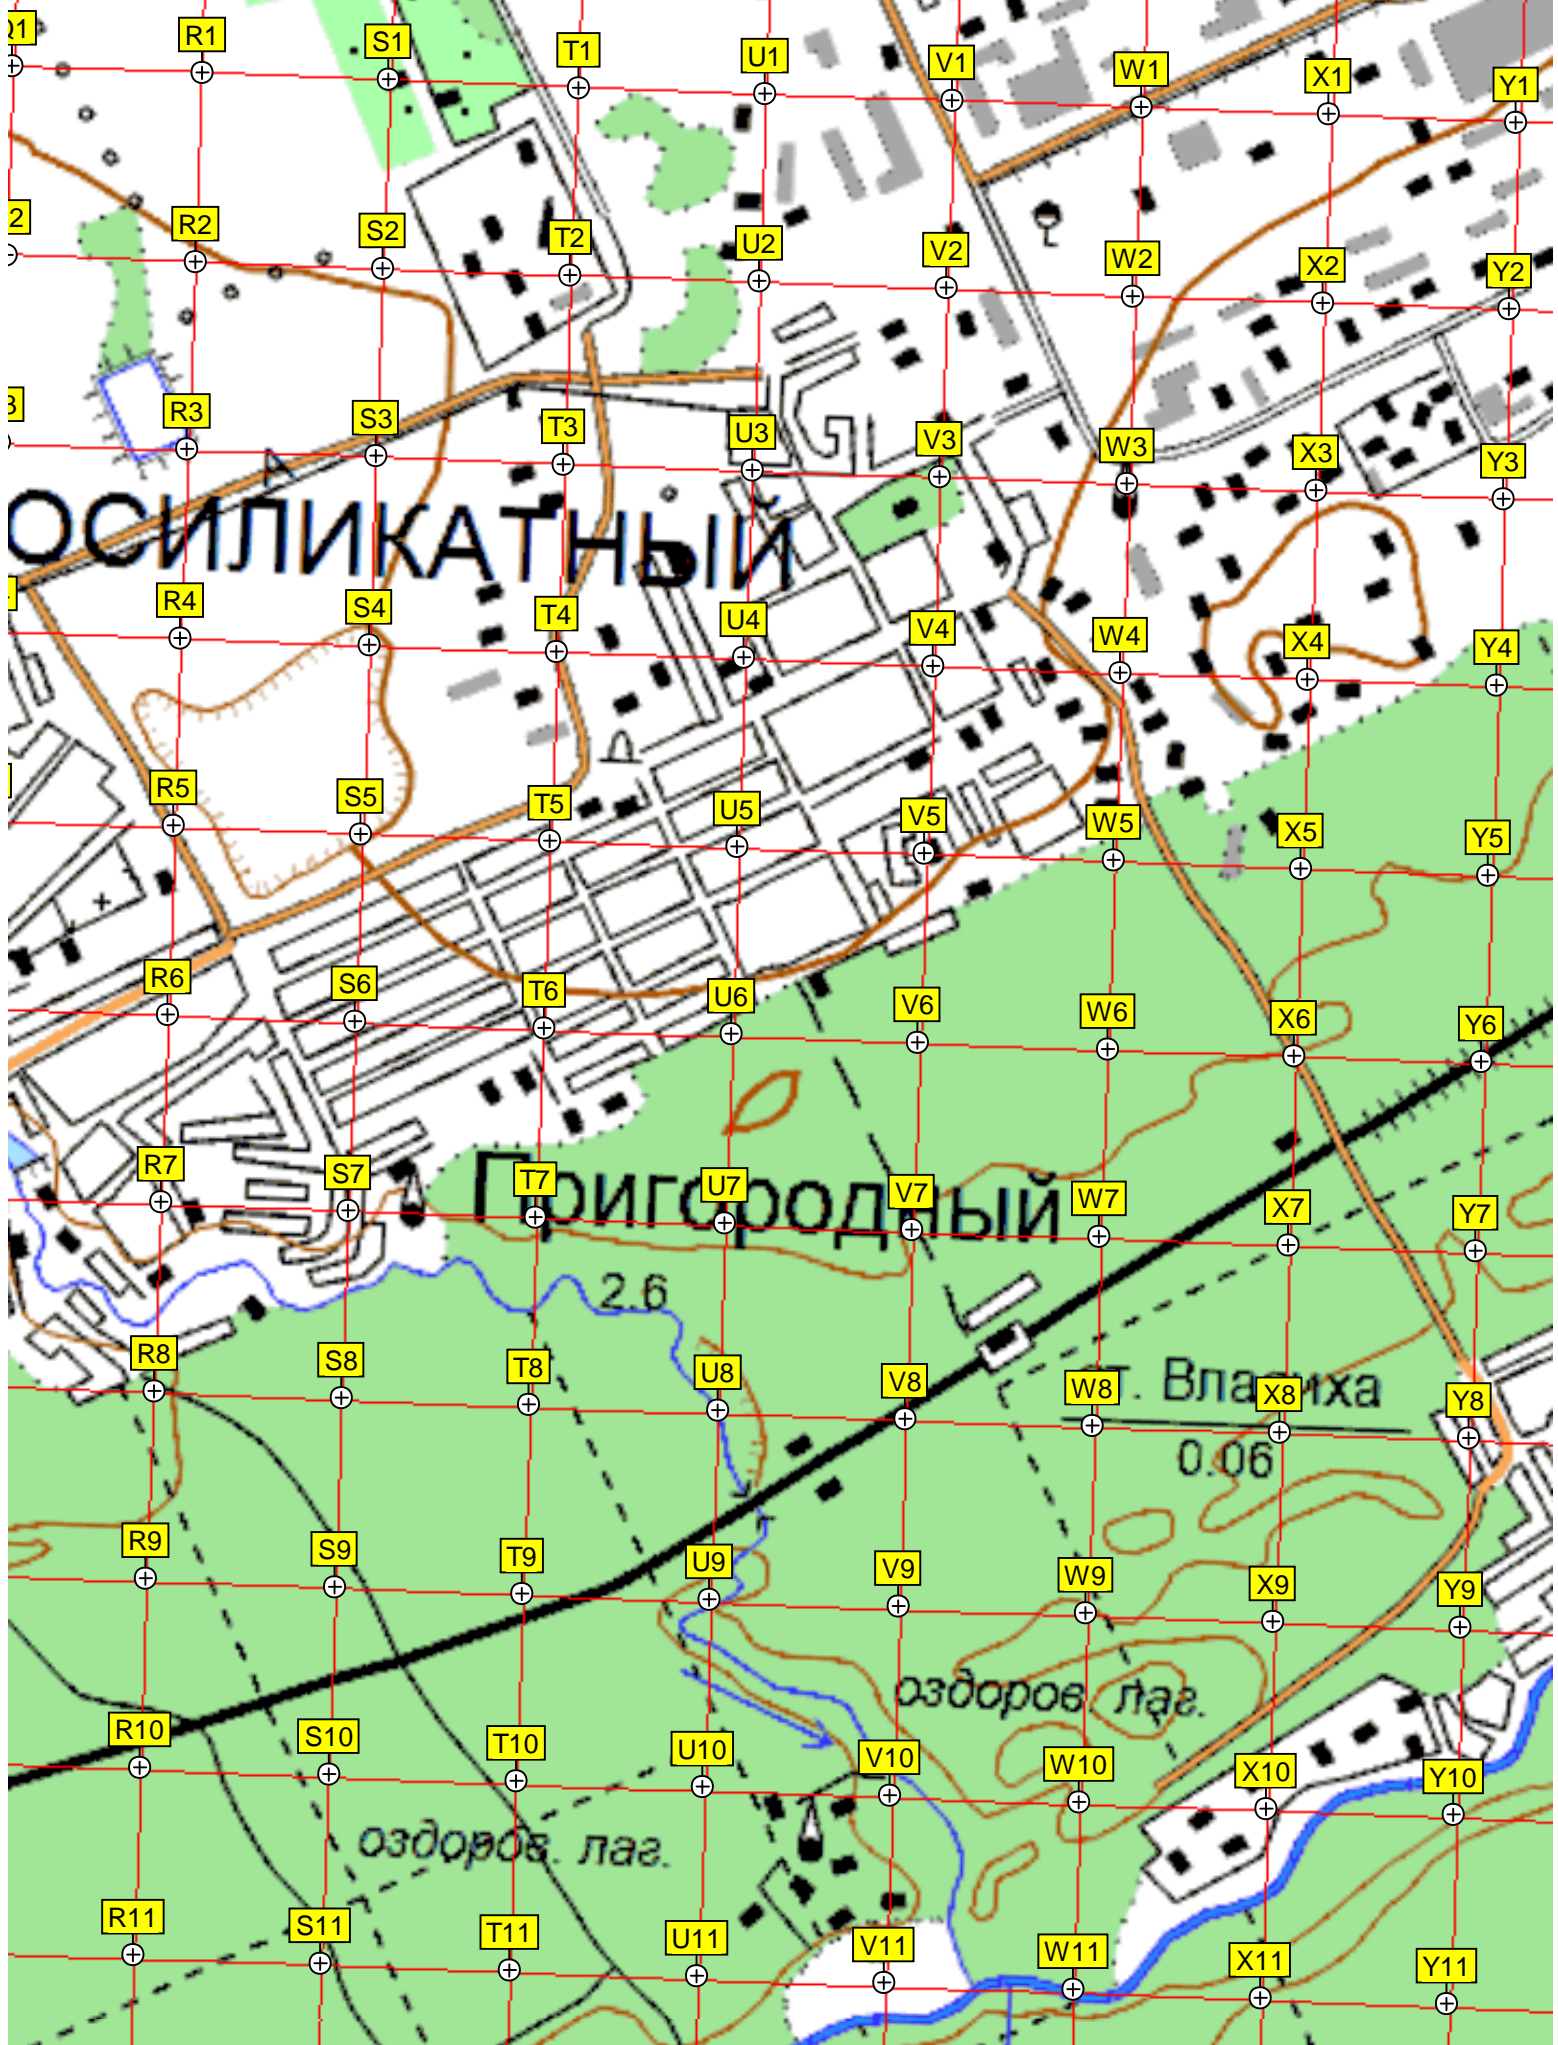 Q1 R1 S1 T1 U1 V1 W1 X1 Y1
2 R2 S2 T2 U2 V2 W2 X2 Y2
3 R3 S3 T3 U3 V3 W3 X3 Y3
ОСИЛИКАТНЫЙ
R4 S4 T4 U4 V4 W4 X4 Y4
R5 S5 T5 U5 V5 W5 X5 Y5
R6 S6 T6 U6 V6 W6 X6 Y6
Пригородный
R7 S7 T7 U7 V7 W7 X7 Y7
2.6
R8 S8 T8 U8 V8 W8 X8 Y8
ст. Власиха
0.06
R9 S9 T9 U9 V9 W9 X9 Y9
оздоров. лаг.
R10 S10 T10 U10 V10 W10 X10 Y10
оздоров. лаг.
R11 S11 T11 U11 V11 W11 X11 Y11